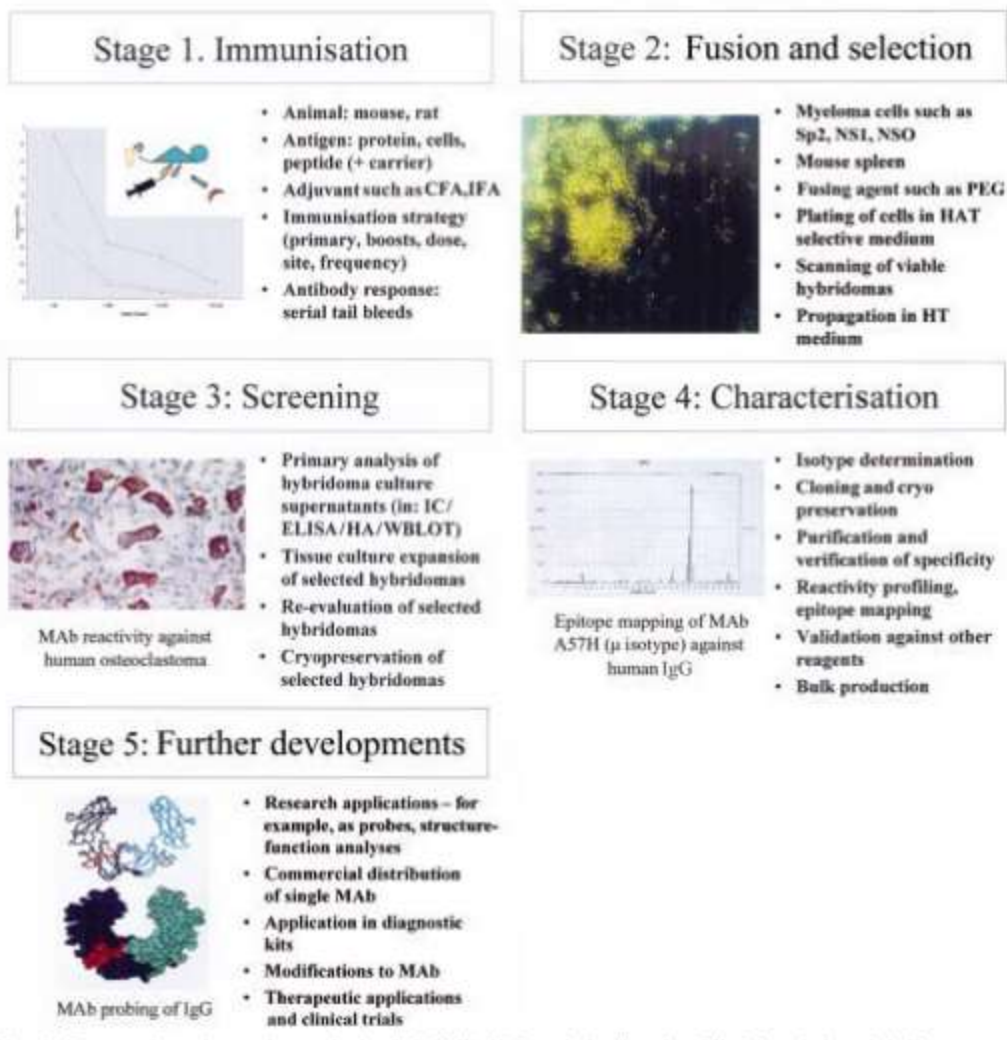 Stage 1. Immunisation
• Animal: mouse, rat
• Antigen: protein, cells,
peptide (+ carrier)
• Adjuvant such as CFA,IFA
• Immunisation strategy
(primary, boosts, dose,
site, frequency)
• Antibody response:
serial tail bleeds
Stage 2: Fusion and selection
• Myeloma cells such as
Sp2, NS1, NSO
• Mouse spleen
• Fusing agent such as PEG
• Plating of cells in HAT
selective medium
• Scanning of viable
hybridomas
• Propagation in HT
medium
Stage 3: Screening
MAb reactivity against
human osteoclastoma
• Primary analysis of
hybridoma culture
supernatants (in: IC/
ELISA/HA/WBLOT)
• Tissue culture expansion
of selected hybridomas
• Re-evaluation of selected
hybridomas
• Cryopreservation of
selected hybridomas
Stage 4: Characterisation
Epitope mapping of MAb
A57H (μ isotype) against
human IgG
• Isotype determination
• Cloning and cryo
preservation
• Purification and
verification of specificity
• Reactivity profiling,
epitope mapping
• Validation against other
reagents
• Bulk production
Stage 5: Further developments
MAb probing of IgG
• Research applications – for
example, as probes, structure-
function analyses
• Commercial distribution
of single MAb
• Application in diagnostic
kits
• Modifications to MAb
• Therapeutic applications
and clinical trials